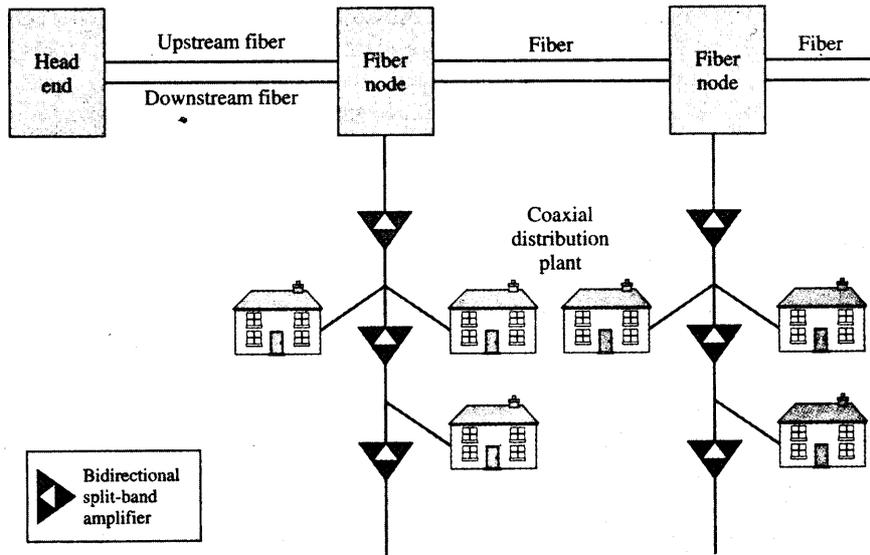 Head
end
Upstream fiber
Downstream fiber
Fiber
node
Fiber
Fiber
node
Fiber
Coaxial
distribution
plant
Bidirectional
split-band
amplifier